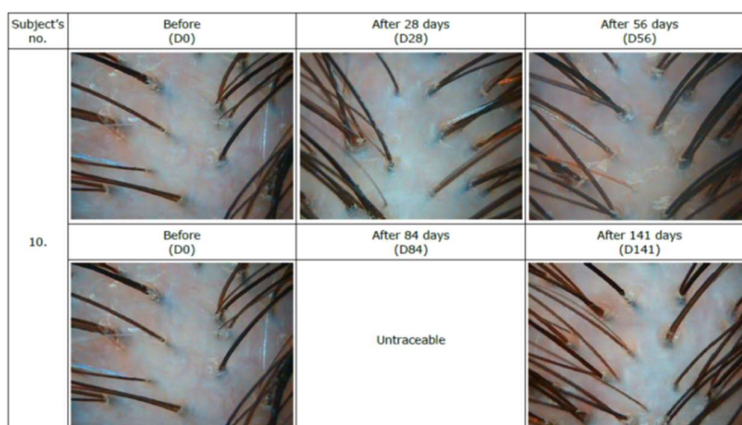 Subject's no.
Before
(D0)
After 28 days
(D28)
After 56 days
(D56)
10.
Before
(D0)
After 84 days
(D84)
After 141 days
(D141)
Untraceable